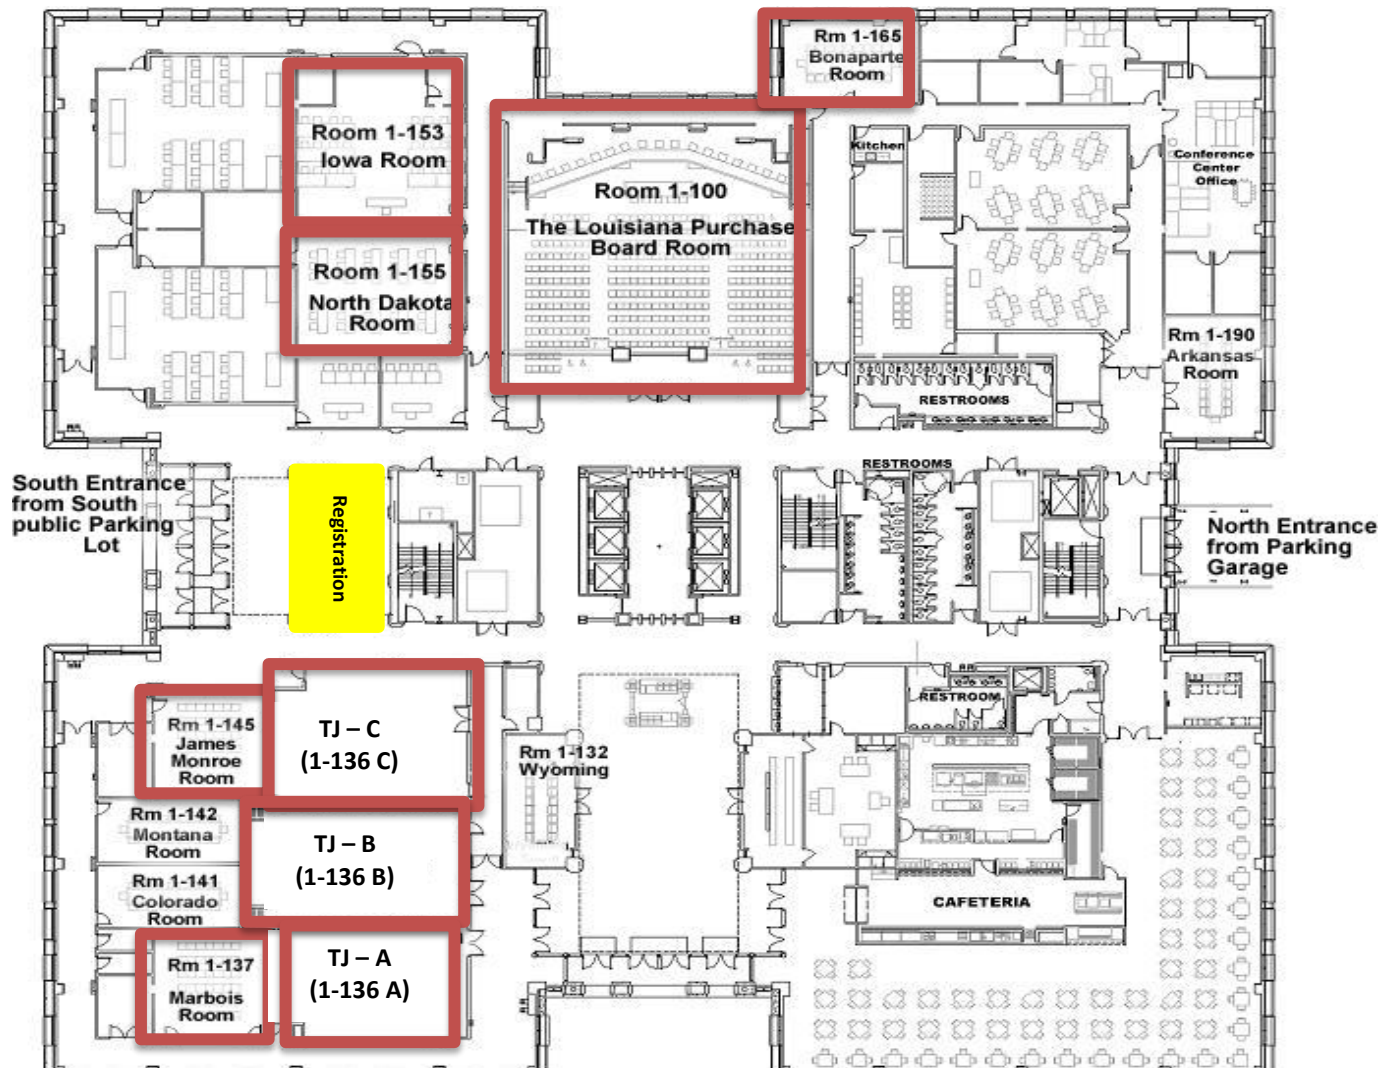 Rm 1-165
Bonaparte
Room
Room 1-153
Iowa Room
Kitchen
Conference
Center
Office
Room 1-100
The Louisiana Purchase
Board Room
Room 1-155
North Dakota
Room
Rm 1-190
Arkansas
Room
RESTROOMS
RESTROOMS
South Entrance
from South
public Parking
Lot
Registration
North Entrance
from Parking
Garage
RESTROOM
Rm 1-145
James
Monroe
Room
TJ – C
(1-136 C)
Rm 1-132
Wyoming
Rm 1-142
Montana
Room
TJ – B
(1-136 B)
Rm 1-141
Colorado
Room
CAFETERIA
Rm 1-137
Marbois
Room
TJ – A
(1-136 A)